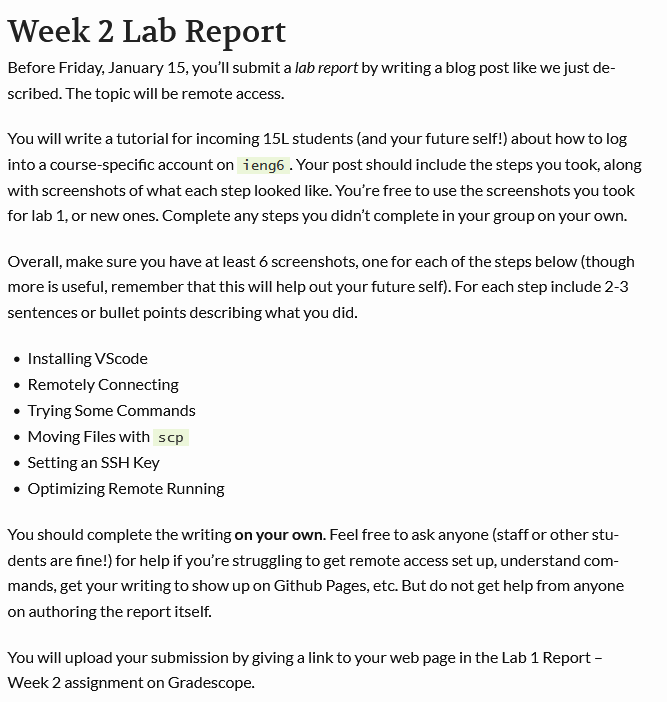 Week 2 Lab Report
Before Friday, January 15, you’ll submit a lab report by writing a blog post like we just de-
scribed. The topic will be remote access.
You will write a tutorial for incoming 15L students (and your future self!) about how to log
into a course-specific account on ieng6. Your post should include the steps you took, along
with screenshots of what each step looked like. You’re free to use the screenshots you took
for lab 1, or new ones. Complete any steps you didn’t complete in your group on your own.
Overall, make sure you have at least 6 screenshots, one for each of the steps below (though
more is useful, remember that this will help out your future self). For each step include 2-3
sentences or bullet points describing what you did.
• Installing VScode
• Remotely Connecting
• Trying Some Commands
• Moving Files with scp
• Setting an SSH Key
• Optimizing Remote Running
You should complete the writing on your own. Feel free to ask anyone (staff or other stu-
dents are fine!) for help if you’re struggling to get remote access set up, understand com-
mands, get your writing to show up on Github Pages, etc. But do not get help from anyone
on authoring the report itself.
You will upload your submission by giving a link to your web page in the Lab 1 Report –
Week 2 assignment on Gradescope.